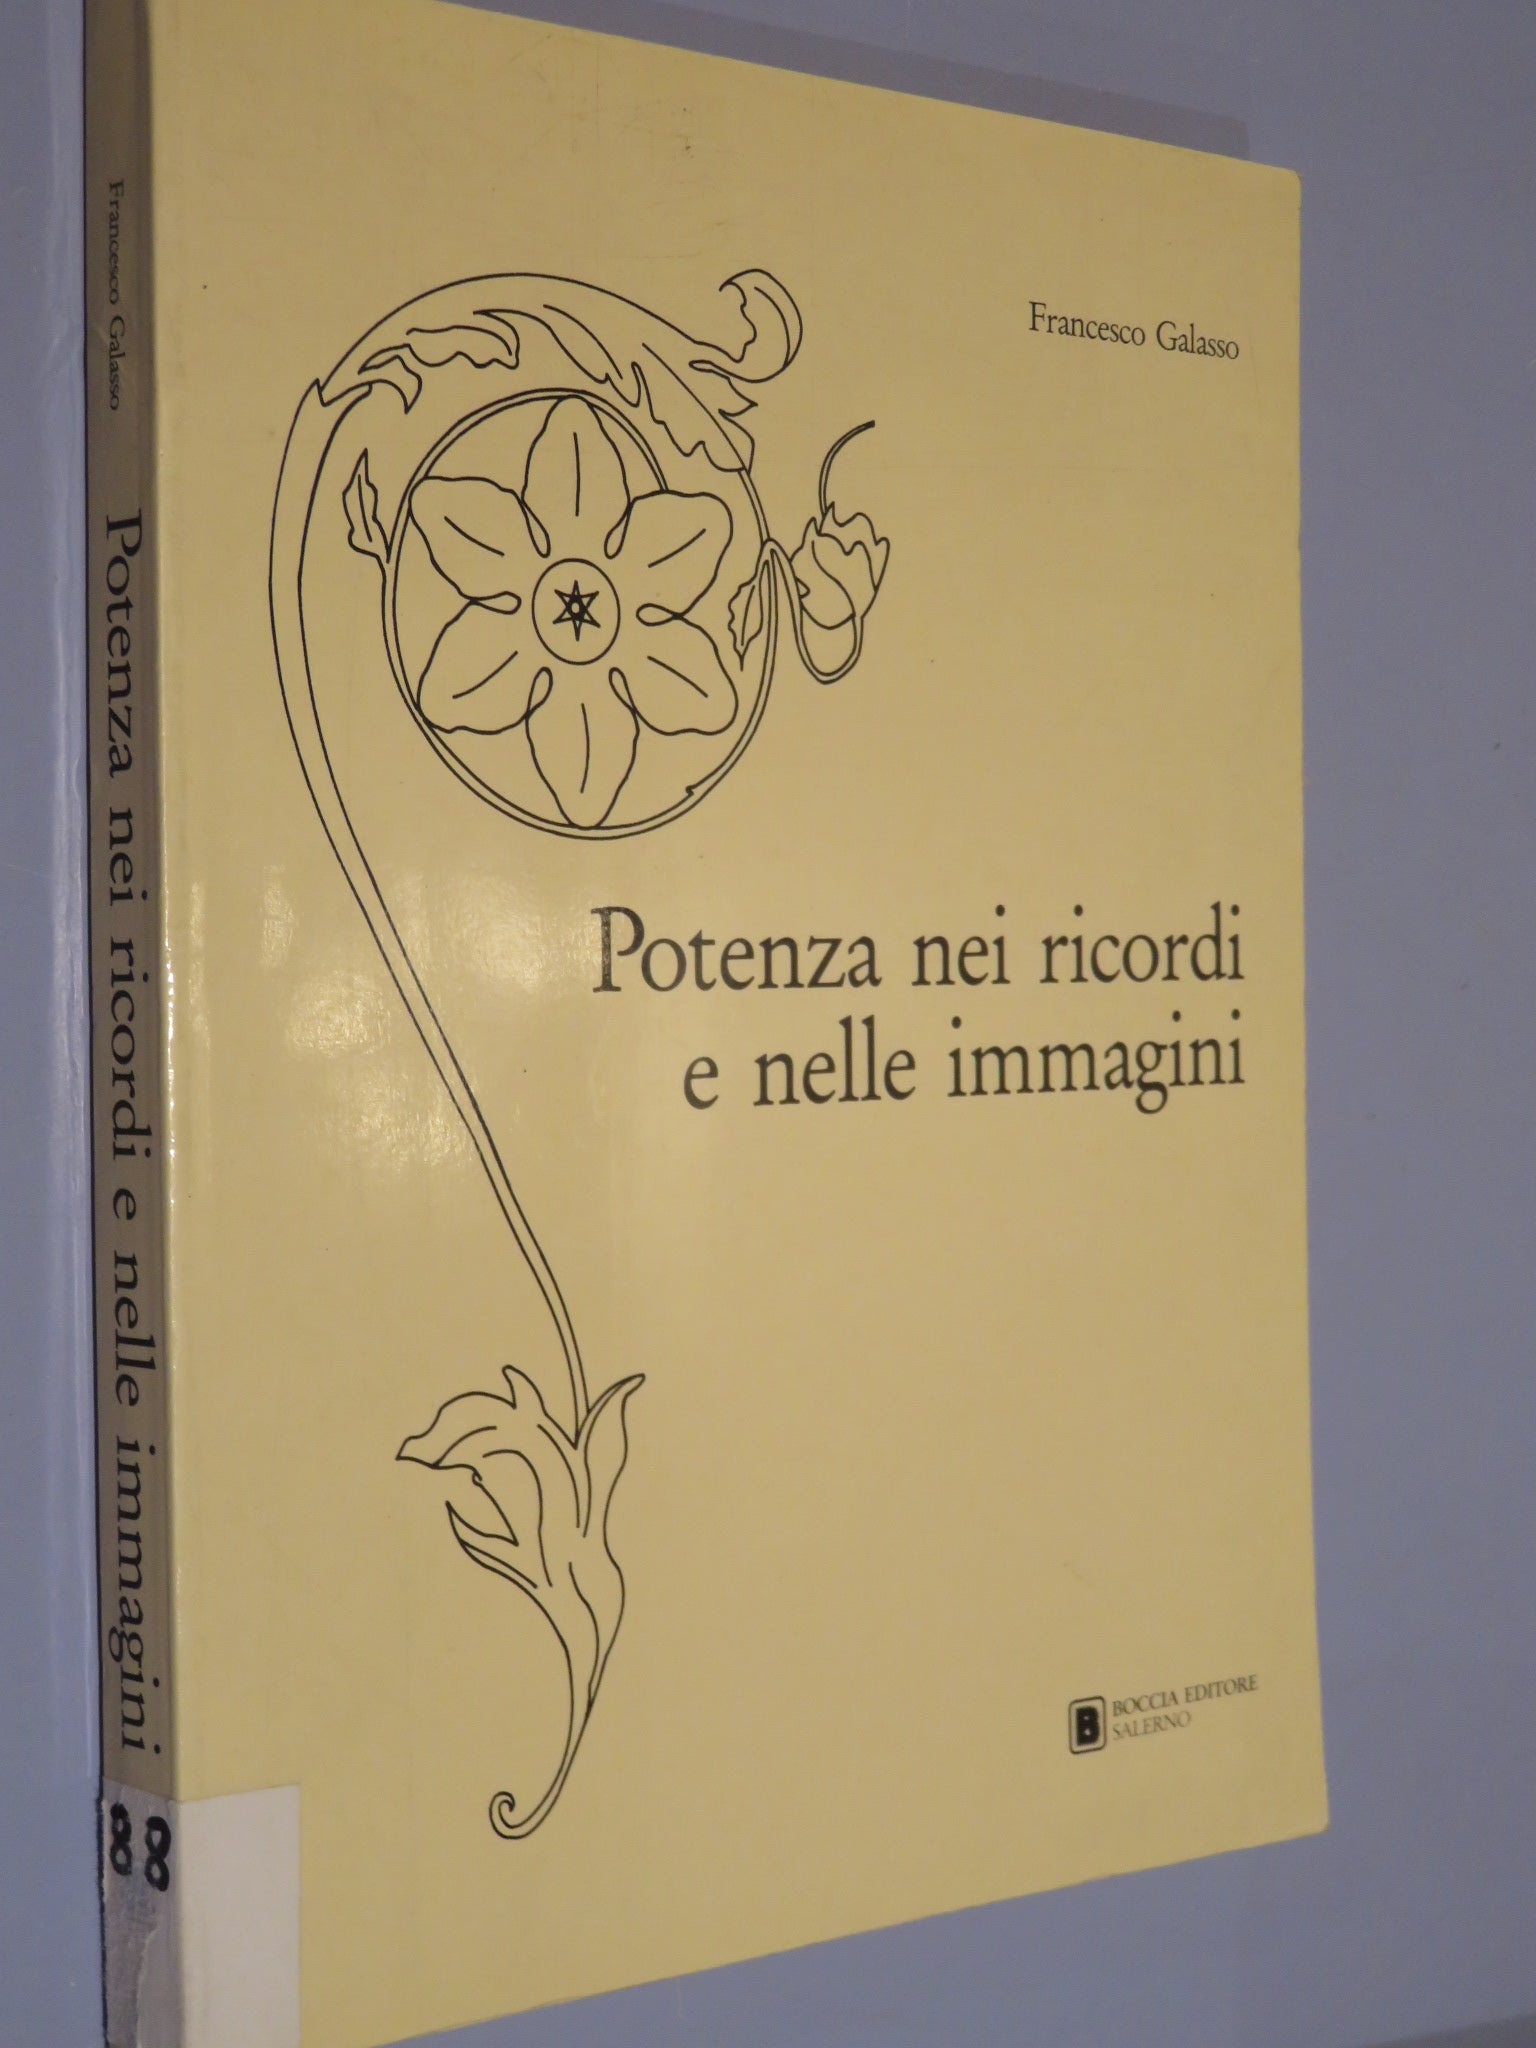 Francesco Galasso
Potenza nei ricordi
e nelle immagini
B
BOCCIA EDITORE
SALERNO
Francesco Galasso Potenza nei ricordi e nelle immagini
88